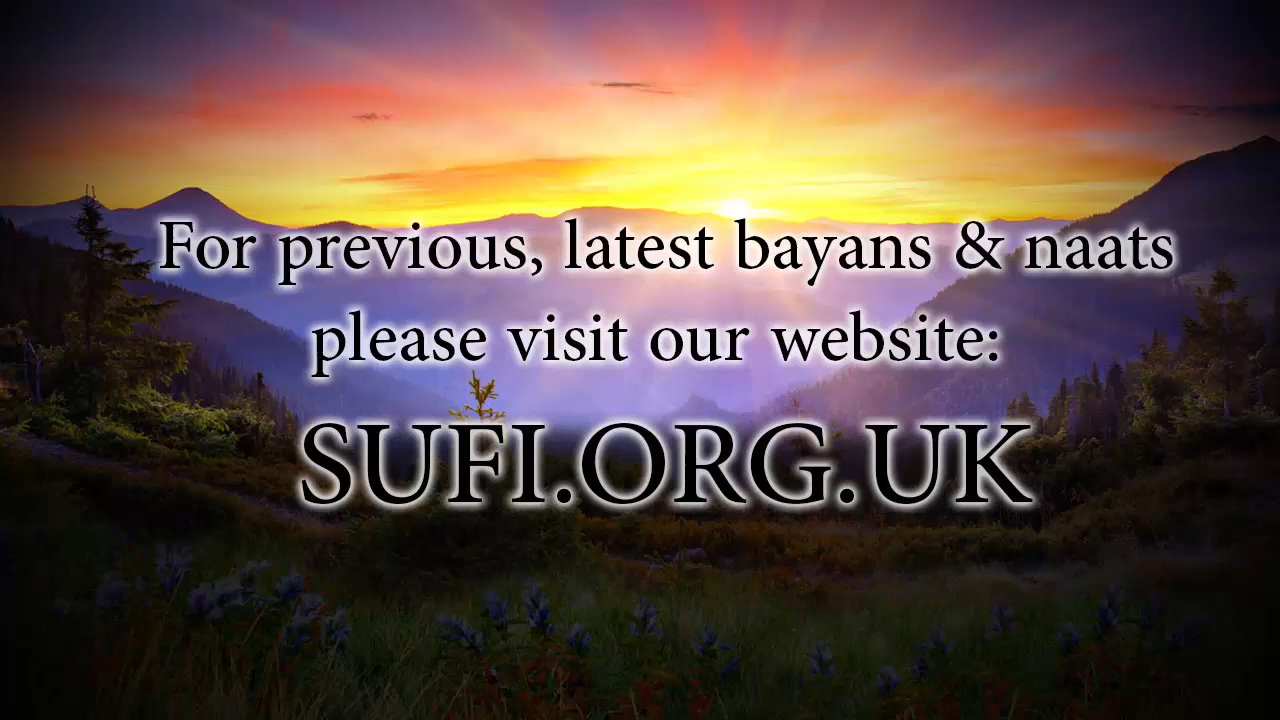 For previous, latest bayans & naats
please visit our website:
SUFI.ORG.UK